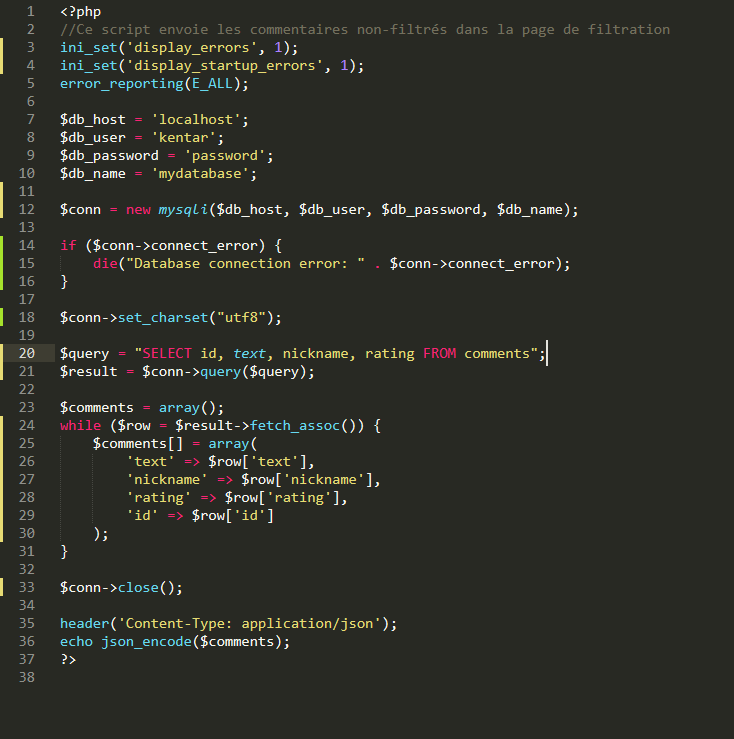 1 <?php
2 //Ce script envoie les commentaires non-filtrés dans la page de filtration
3 ini_set('display_errors', 1);
4 ini_set('display_startup_errors', 1);
5 error_reporting(E_ALL);
6
7 $db_host = 'localhost';
8 $db_user = 'kentar';
9 $db_password = 'password';
10 $db_name = 'mydatabase';
11
12 $conn = new mysqli($db_host, $db_user, $db_password, $db_name);
13
14 if ($conn->connect_error) {
15     die("Database connection error: " . $conn->connect_error);
16 }
17
18 $conn->set_charset("utf8");
19
20 $query = "SELECT id, text, nickname, rating FROM comments";
21 $result = $conn->query($query);
22
23 $comments = array();
24 while ($row = $result->fetch_assoc()) {
25     $comments[] = array(
26         'text' => $row['text'],
27         'nickname' => $row['nickname'],
28         'rating' => $row['rating'],
29         'id' => $row['id']
30     );
31 }
32
33 $conn->close();
34
35 header('Content-Type: application/json');
36 echo json_encode($comments);
37 ?>
38